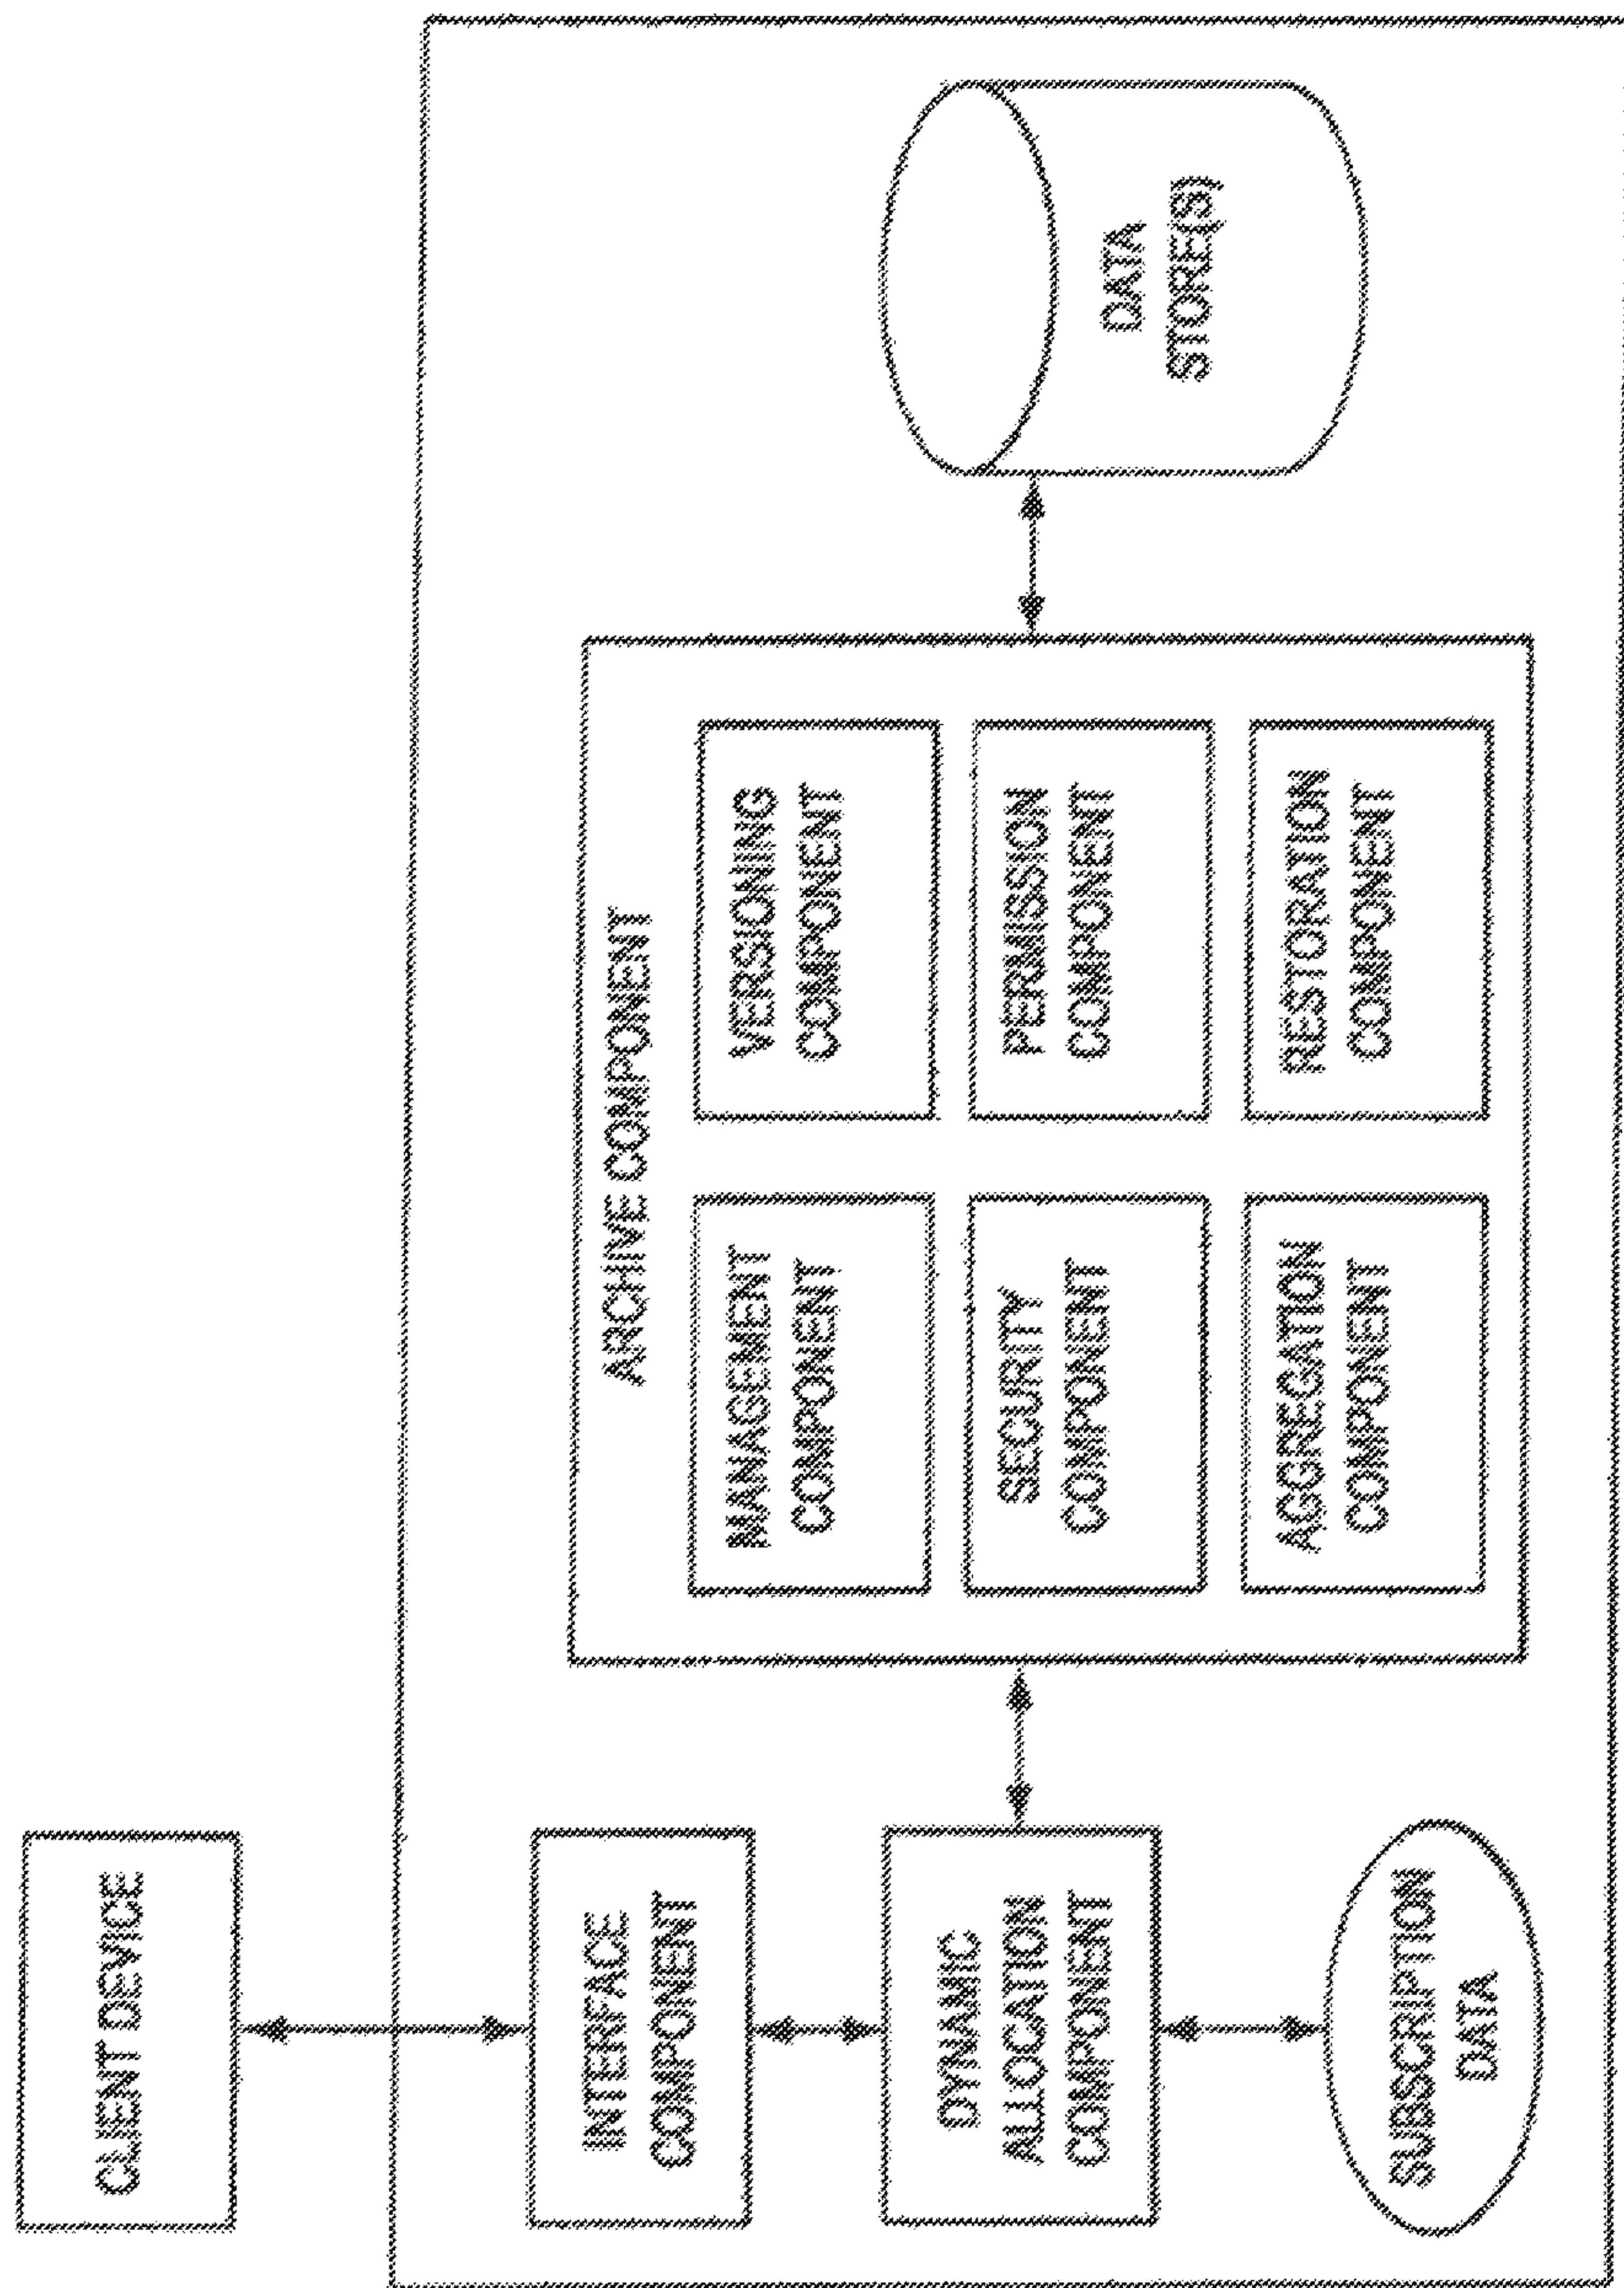 CLIENT DEVICE
INTERFACE
COMPONENT
DYNAMIC
ALLOCATION
COMPONENT
SUBSCRIPTION
DATA
ARCHIVE COMPONENT
MANAGEMENT
COMPONENT
VERSIONING
COMPONENT
SECURITY
COMPONENT
PERMISSION
COMPONENT
AGGREGATION
COMPONENT
RESTORATION
COMPONENT
DATA
STORE(S)